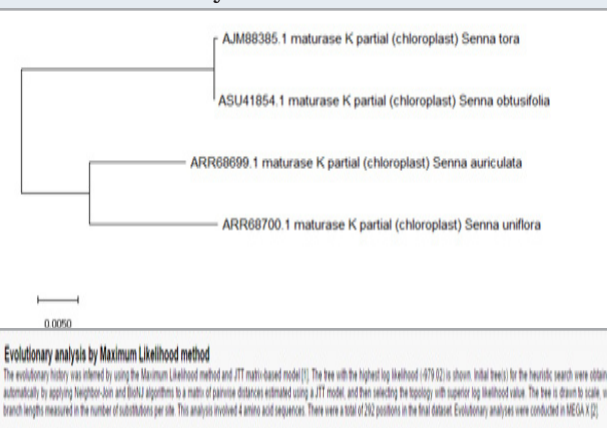 AJM88385.1 maturase K partial (chloroplast) Senna tora
ASU41854.1 maturase K partial (chloroplast) Senna obtusifolia
ARR68699.1 maturase K partial (chloroplast) Senna auriculata
ARR68700.1 maturase K partial (chloroplast) Senna uniflora
0.0050
Evolutionary analysis by Maximum Likelihood method
The evolutionary history was inferred by using the Maximum Likelihood method and JTT matrix-based model [1]. The tree with the highest log likelihood (-979.02) is shown. Initial tree(s) for the heuristic search were obtain
automatically by applying Neighbor-Join and BioNJ algorithms to a matrix of pairwise distances estimated using a JTT model, and then selecting the topology with superior log likelihood value. The tree is drawn to scale, w
branch lengths measured in the number of substitutions per site. This analysis involved 4 amino acid sequences. There were a total of 292 positions in the final dataset. Evolutionary analyses were conducted in MEGA X [2]